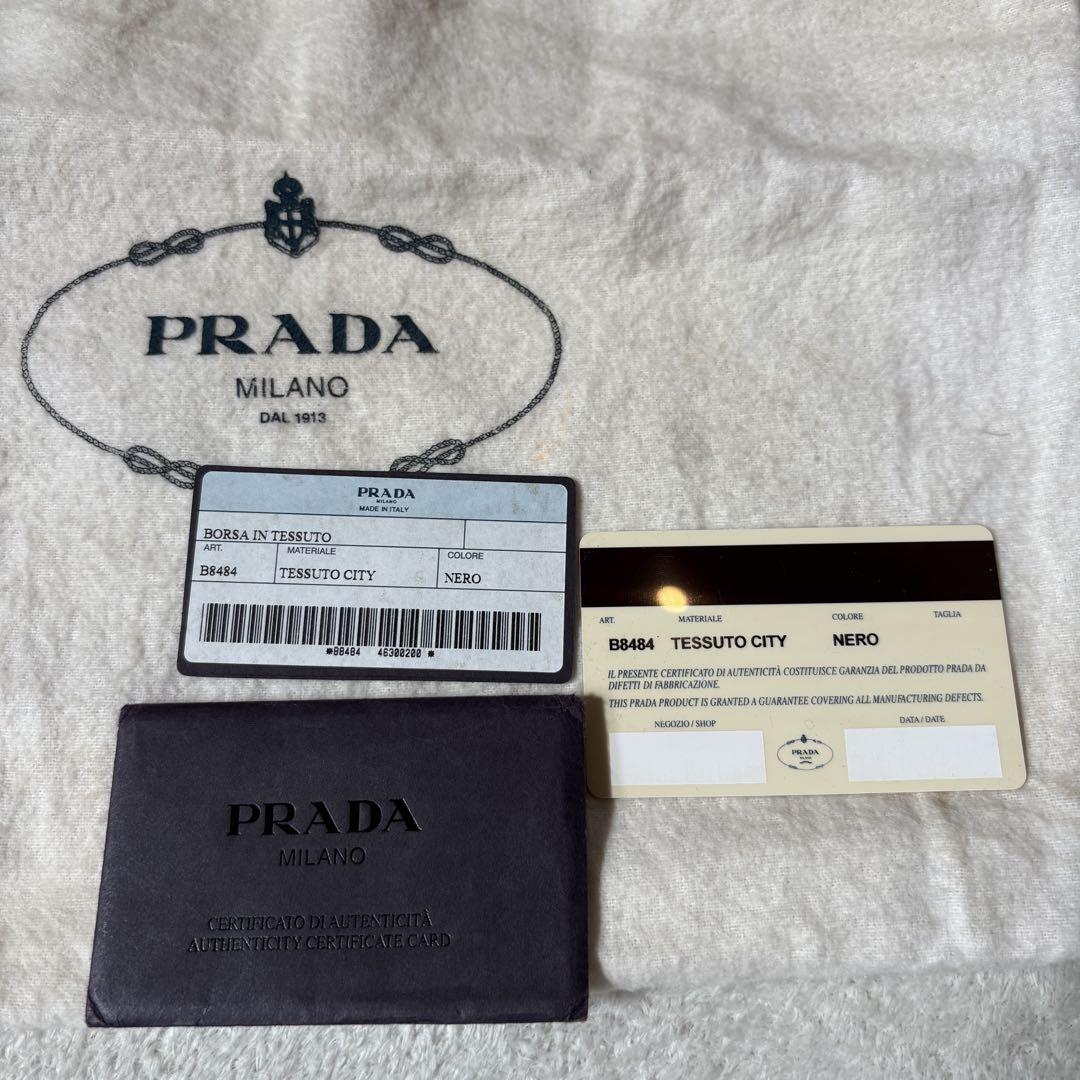 PRADA
MILANO
DAL 1913
PRADA
MILANO
MADE IN ITALY
BORSA IN TESSUTO
ART. MATERIALE COLORE
B8484 TESSUTO CITY NERO
*B8484 46300200 *
ART. MATERIALE COLORE TAGLIA
B8484 TESSUTO CITY NERO
IL PRESENTE CERTIFICATO DI AUTENTICITÀ COSTITUISCE GARANZIA DEL PRODOTTO PRADA DA
DIFETTI DI FABBRICAZIONE.
THIS PRADA PRODUCT IS GRANTED A GUARANTEE COVERING ALL MANUFACTURING DEFECTS.
NEGOZIO / SHOP DATA / DATE
PRADA
MILANO
PRADA
MILANO
CERTIFICATO DI AUTENTICITÀ
AUTHENTICITY CERTIFICATE CARD